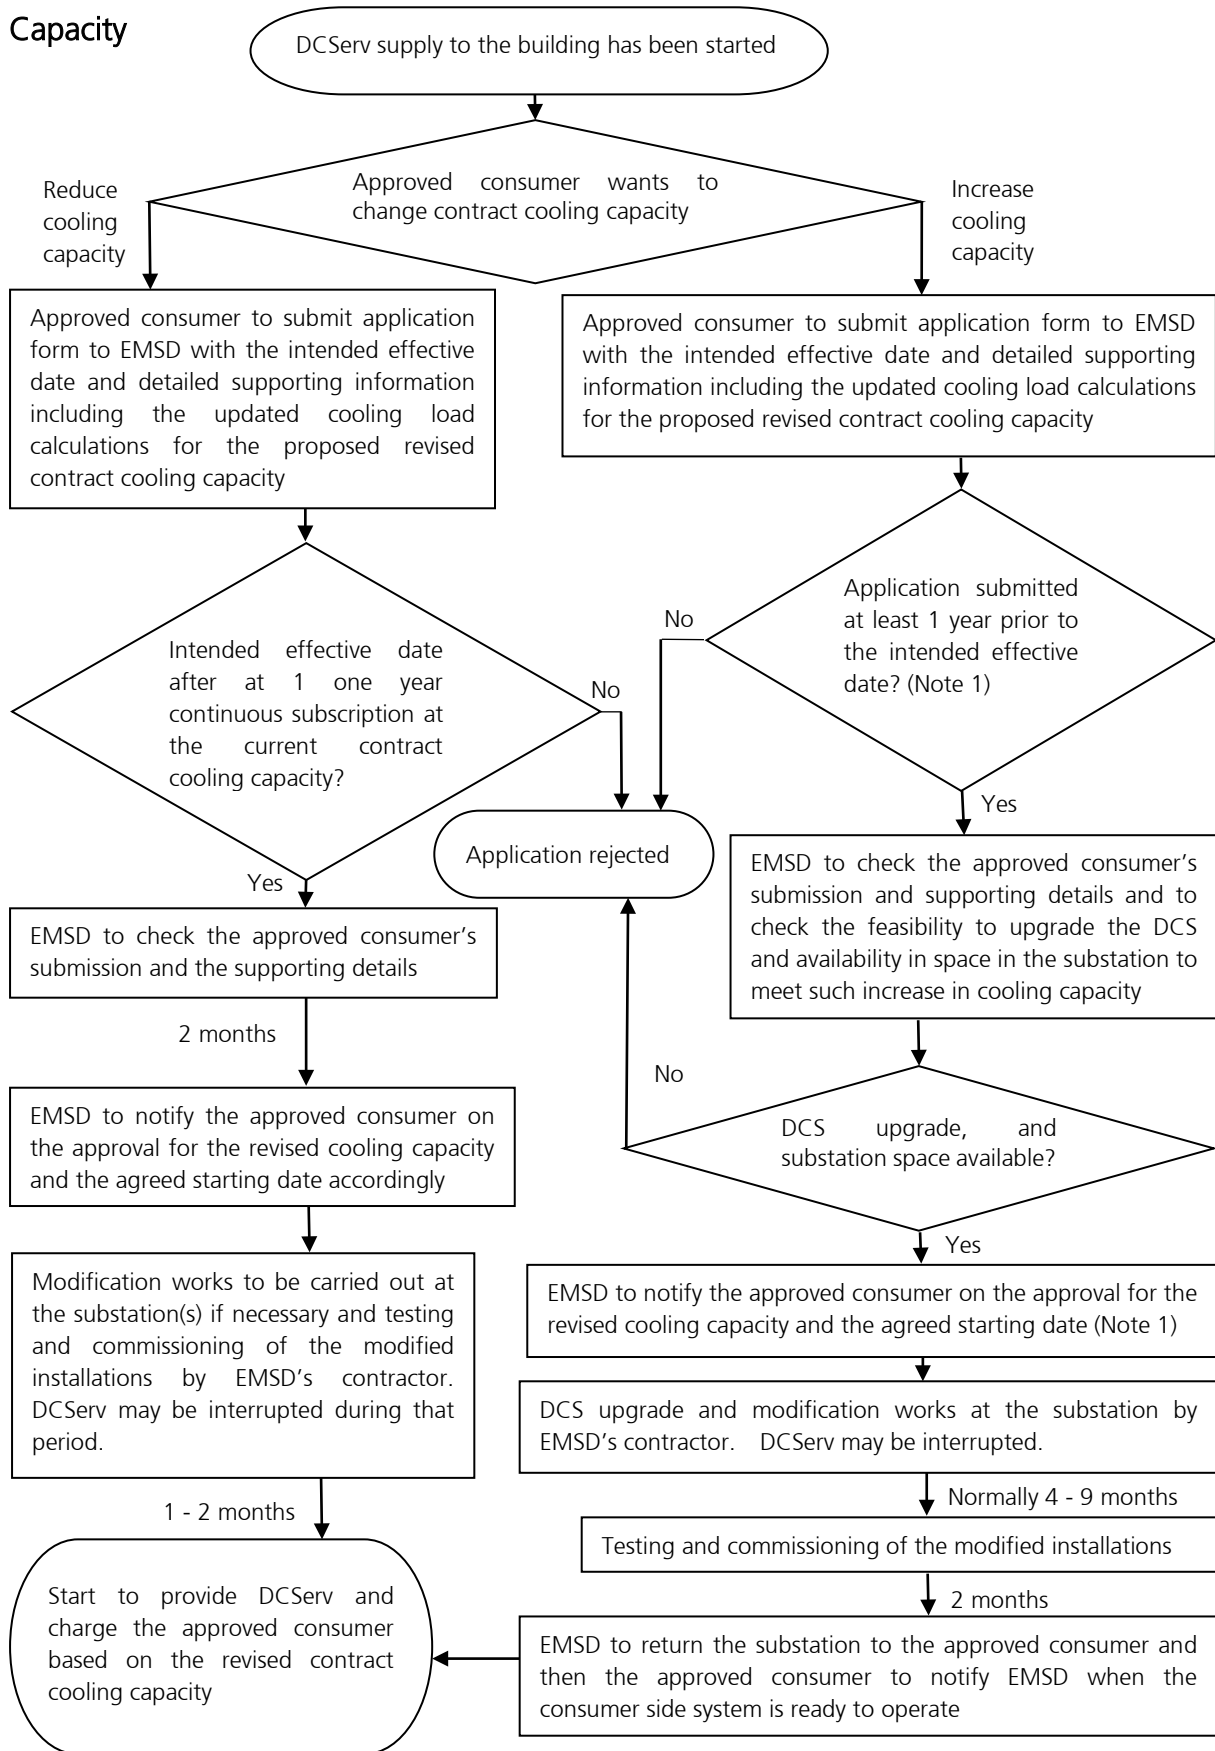 Capacity
DCServ supply to the building has been started
Approved consumer wants to
change contract cooling capacity
Reduce
cooling
capacity
Increase
cooling
capacity
Approved consumer to submit application
form to EMSD with the intended effective
date and detailed supporting information
including the updated cooling load
calculations for the proposed revised
contract cooling capacity
Approved consumer to submit application form to EMSD
with the intended effective date and detailed supporting
information including the updated cooling load calculations
for the proposed revised contract cooling capacity
Intended effective date
after at 1 one year
continuous subscription at
the current contract
cooling capacity?
No
Application submitted
at least 1 year prior to
the intended effective
date? (Note 1)
No
Yes
Application rejected
Yes
EMSD to check the approved consumer's
submission and the supporting details
2 months
EMSD to notify the approved consumer on
the approval for the revised cooling capacity
and the agreed starting date accordingly
Modification works to be carried out at
the substation(s) if necessary and testing
and commissioning of the modified
installations by EMSD's contractor.
DCServ may be interrupted during that
period.
1 - 2 months
Start to provide DCServ and
charge the approved consumer
based on the revised contract
cooling capacity
EMSD to check the approved consumer's
submission and supporting details and to
check the feasibility to upgrade the DCS
and availability in space in the substation to
meet such increase in cooling capacity
No
DCS upgrade, and
substation space available?
Yes
EMSD to notify the approved consumer on the approval for the
revised cooling capacity and the agreed starting date (Note 1)
DCS upgrade and modification works at the substation by
EMSD's contractor. DCServ may be interrupted.
Normally 4 - 9 months
Testing and commissioning of the modified installations
2 months
EMSD to return the substation to the approved consumer and
then the approved consumer to notify EMSD when the
consumer side system is ready to operate